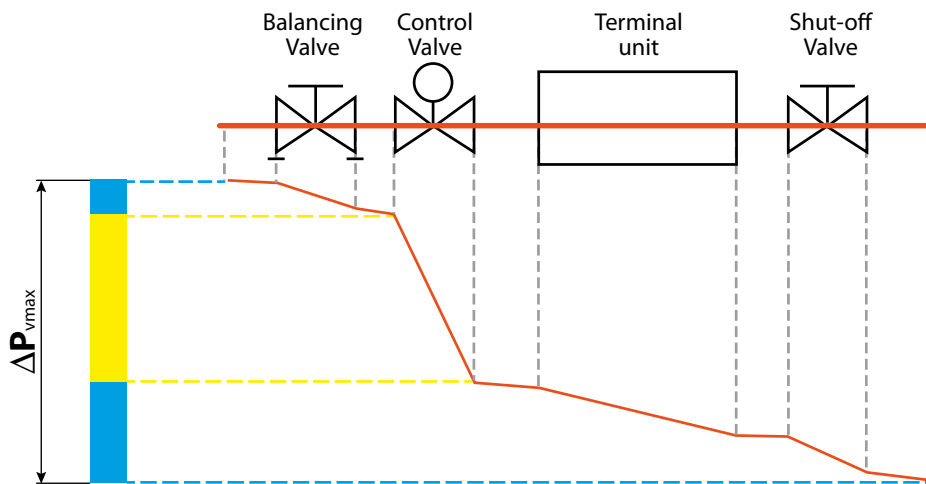 Balancing
Valve
Control
Valve
Terminal
unit
Shut-off
Valve
ΔPvmax